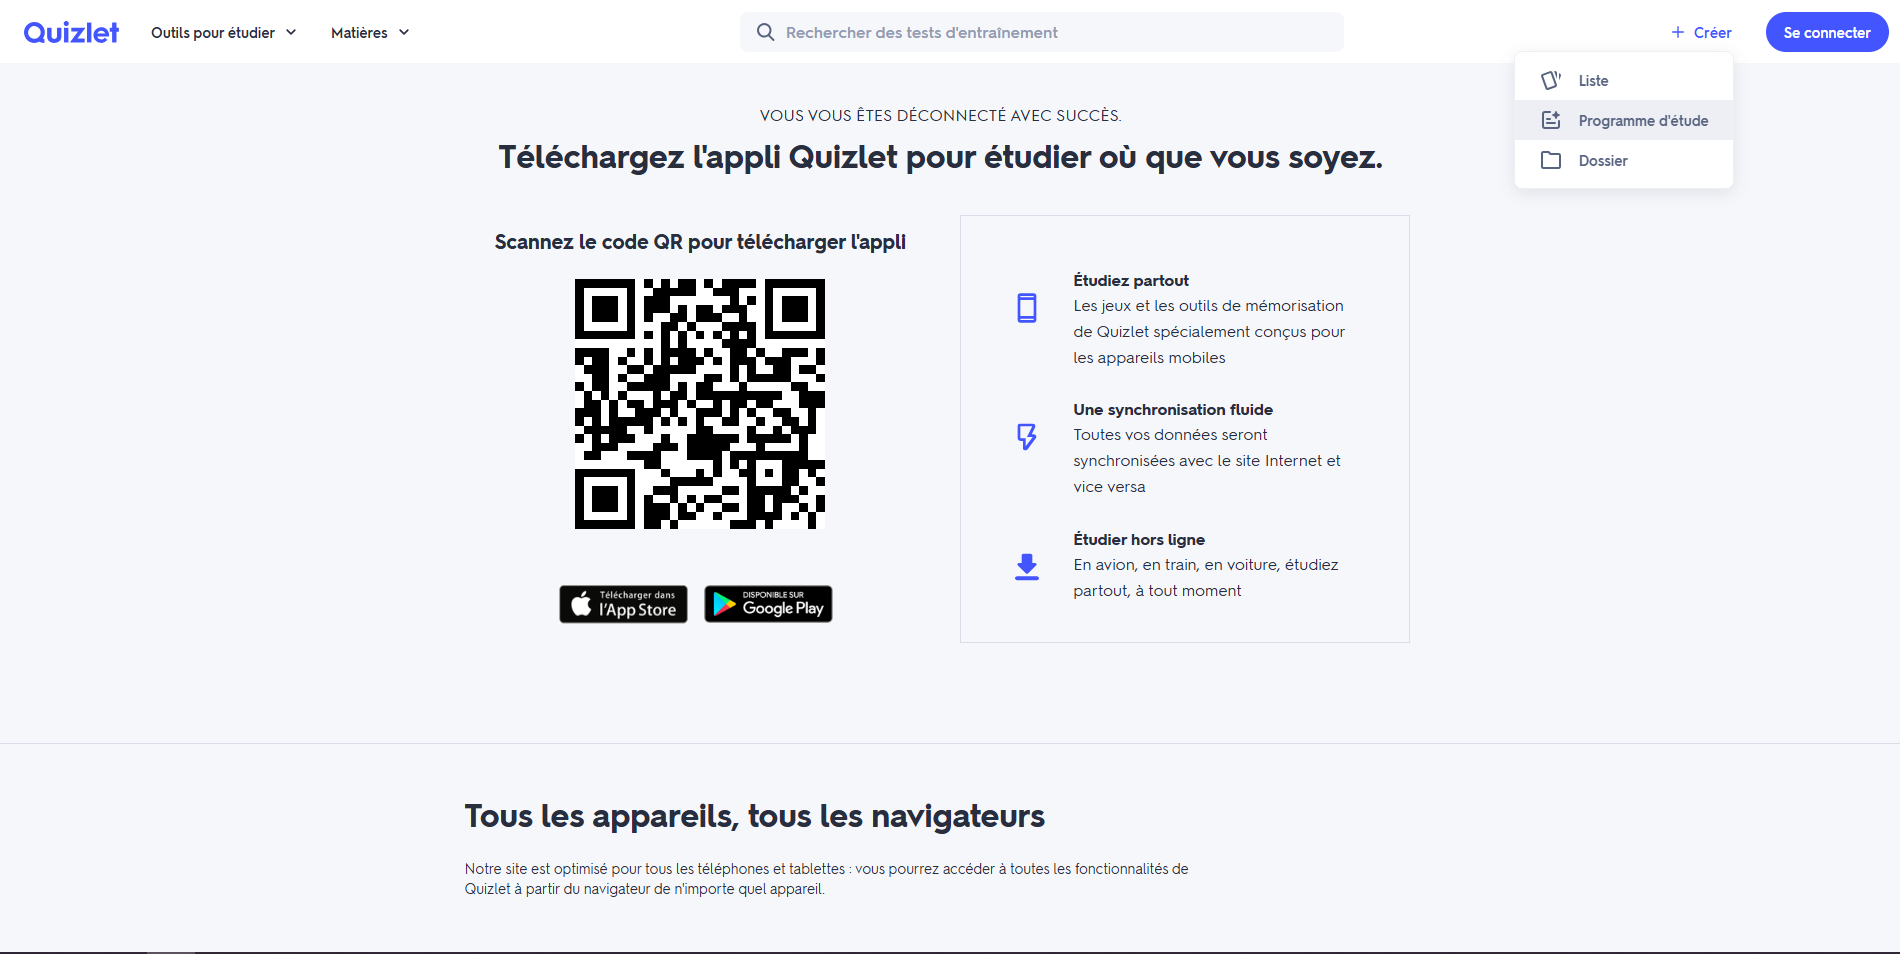 Quizlet
Outils pour étudier
Matières
Rechercher des tests d'entraînement
Créer
Se connecter
Liste
Programme d'étude
Dossier
VOUS VOUS ÊTES DÉCONNECTÉ AVEC SUCCÈS.
Téléchargez l'appli Quizlet pour étudier où que vous soyez.
Scannez le code QR pour télécharger l'appli
Télécharger dans
l'App Store
DISPONIBLE SUR
Google Play
Étudiez partout
Les jeux et les outils de mémorisation
de Quizlet spécialement conçus pour
les appareils mobiles
Une synchronisation fluide
Toutes vos données seront
synchronisées avec le site Internet et
vice versa
Étudier hors ligne
En avion, en train, en voiture, étudiez
partout, à tout moment
Tous les appareils, tous les navigateurs
Notre site est optimisé pour tous les téléphones et tablettes : vous pourrez accéder à toutes les fonctionnalités de
Quizlet à partir du navigateur de n'importe quel appareil.